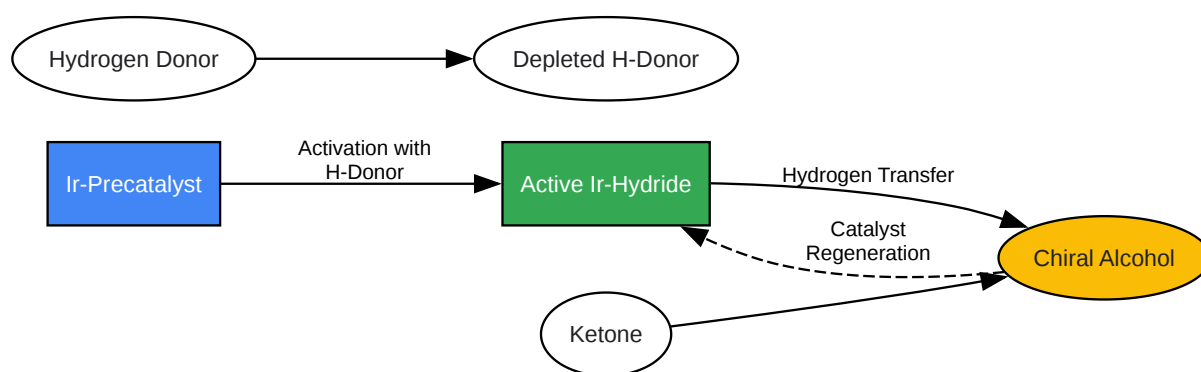 Hydrogen Donor
Depleted H-Donor
Ir-Precatalyst
Activation with
H-Donor
Active Ir-Hydride
Hydrogen Transfer
Catalyst
Regeneration
Chiral Alcohol
Ketone